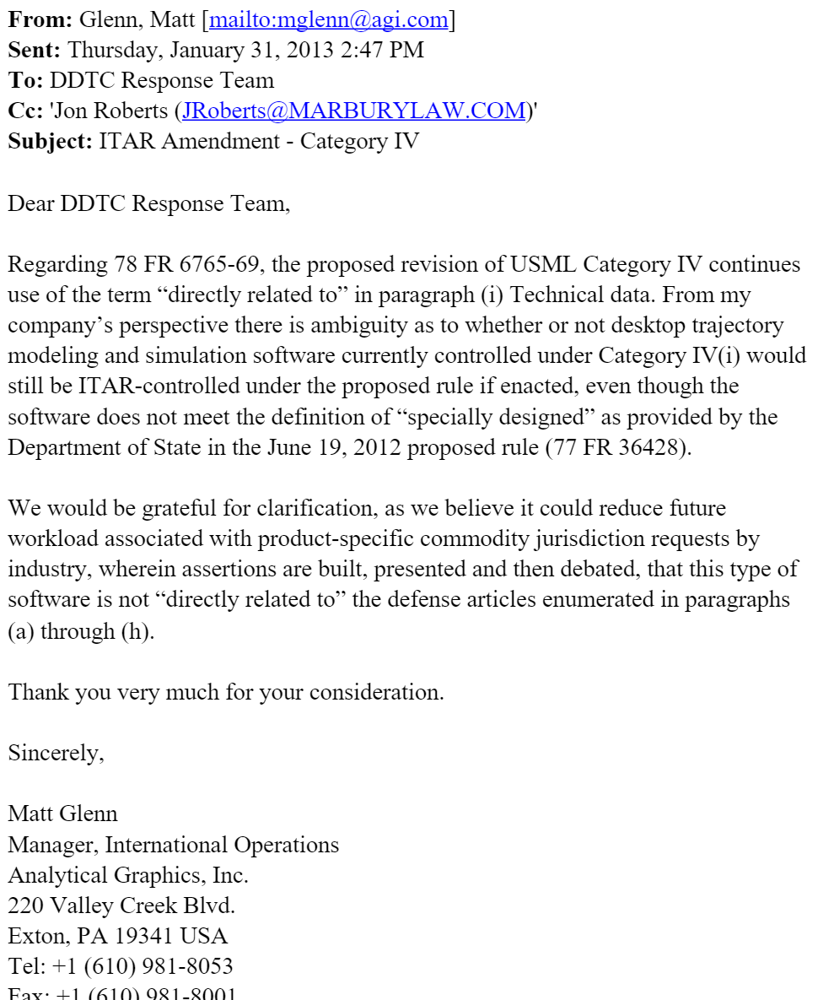 From: Glenn, Matt [mailto:mglenn@agi.com]
Sent: Thursday, January 31, 2013 2:47 PM
To: DDTC Response Team
Cc: 'Jon Roberts (JRoberts@MARBURYLAW.COM)'
Subject: ITAR Amendment - Category IV
Dear DDTC Response Team,
Regarding 78 FR 6765-69, the proposed revision of USML Category IV continues
use of the term “directly related to” in paragraph (i) Technical data. From my
company’s perspective there is ambiguity as to whether or not desktop trajectory
modeling and simulation software currently controlled under Category IV(i) would
still be ITAR-controlled under the proposed rule if enacted, even though the
software does not meet the definition of “specially designed” as provided by the
Department of State in the June 19, 2012 proposed rule (77 FR 36428).
We would be grateful for clarification, as we believe it could reduce future
workload associated with product-specific commodity jurisdiction requests by
industry, wherein assertions are built, presented and then debated, that this type of
software is not “directly related to” the defense articles enumerated in paragraphs
(a) through (h).
Thank you very much for your consideration.
Sincerely,
Matt Glenn
Manager, International Operations
Analytical Graphics, Inc.
220 Valley Creek Blvd.
Exton, PA 19341 USA
Tel: +1 (610) 981-8053
Fax: +1 (610) 981-8001